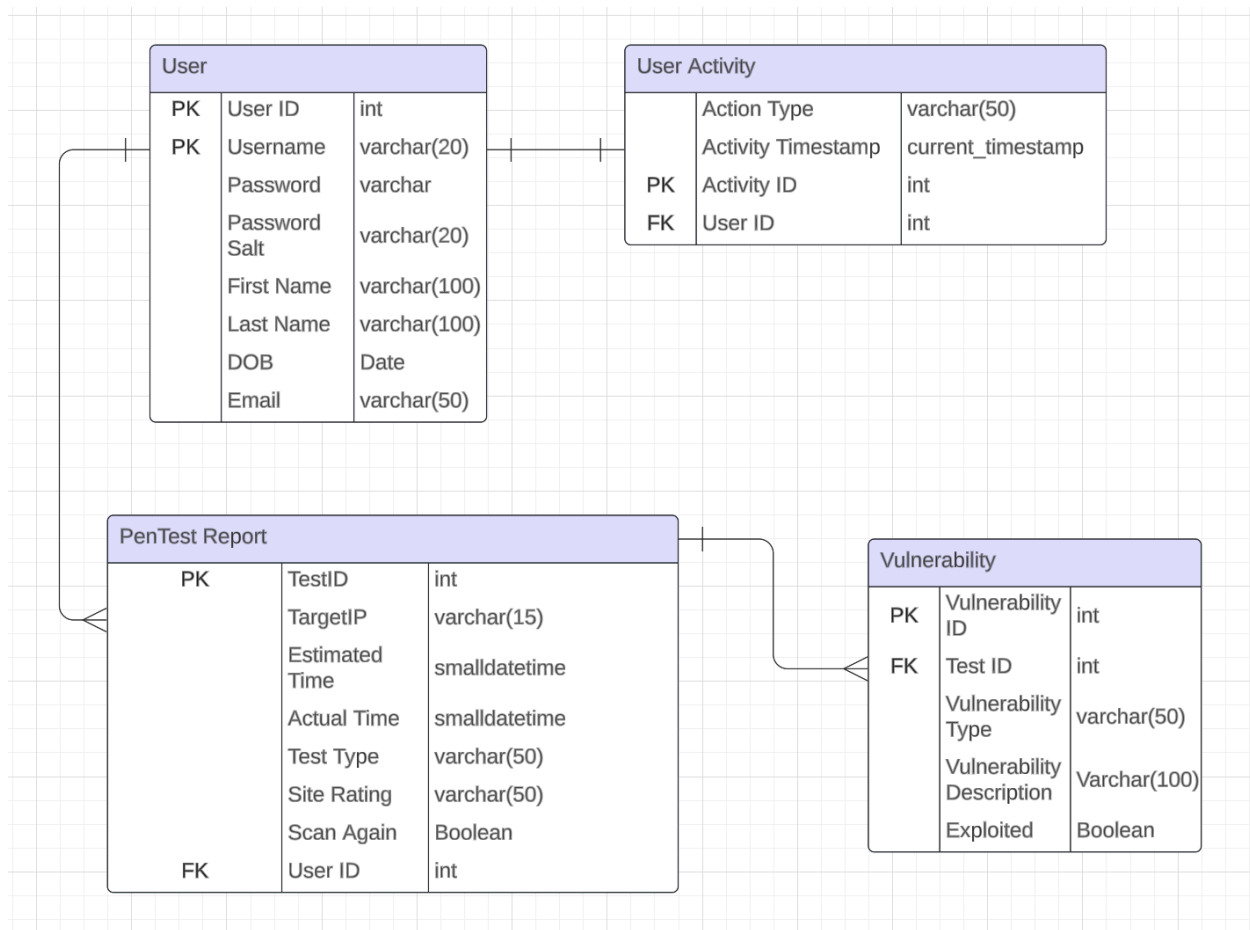 User
PK User ID int
PK Username varchar(20)
Password varchar
Password
Salt varchar(20)
First Name varchar(100)
Last Name varchar(100)
DOB Date
Email varchar(50)
User Activity
Action Type varchar(50)
Activity Timestamp current_timestamp
PK Activity ID int
FK User ID int
PenTest Report
PK TestID int
TargetIP varchar(15)
Estimated
Time smalldatetime
Actual Time smalldatetime
Test Type varchar(50)
Site Rating varchar(50)
Scan Again Boolean
FK User ID int
Vulnerability
PK Vulnerability
ID int
FK Test ID int
Vulnerability
Type varchar(50)
Vulnerability
Description Varchar(100)
Exploited Boolean